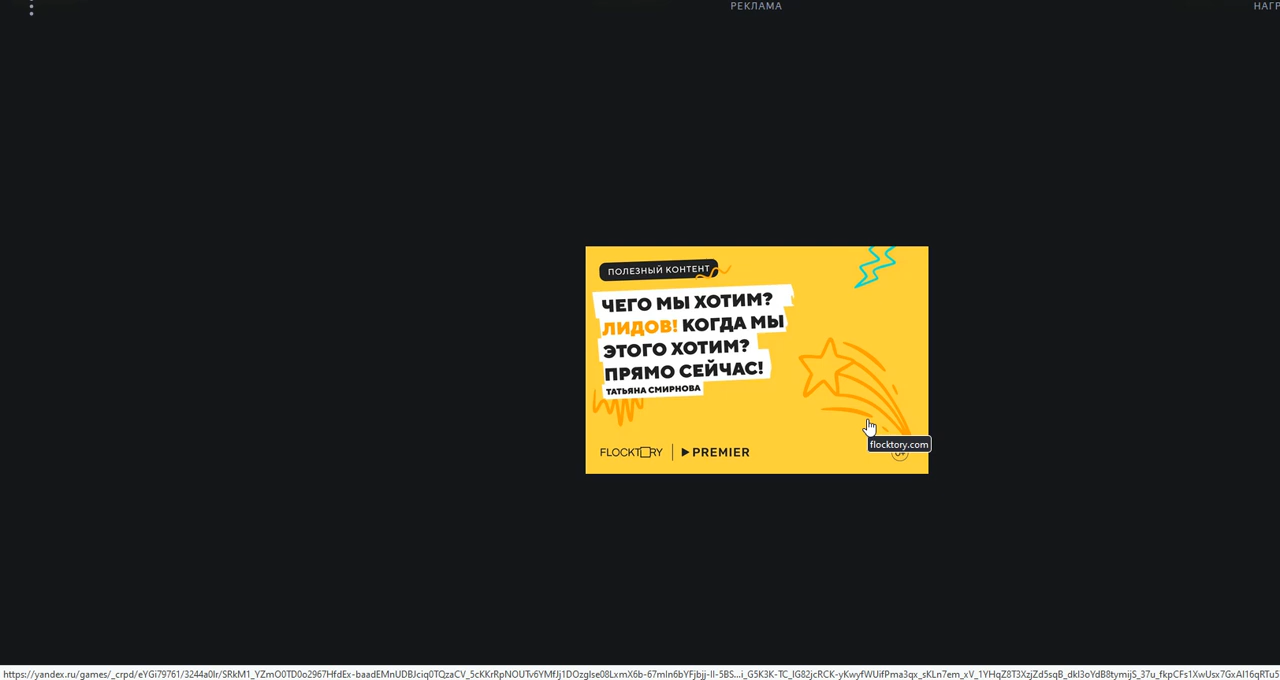 РЕКЛАМА
ПОЛЕЗНЫЙ КОНТЕНТ
ЧЕГО МЫ ХОТИМ?
ЛИДОВ! КОГДА МЫ
ЭТОГО ХОТИМ?
ПРЯМО СЕЙЧАС!
ТАТЬЯНА СМИРНОВА
FLOCKTORY
PREMIER
flocktory.com